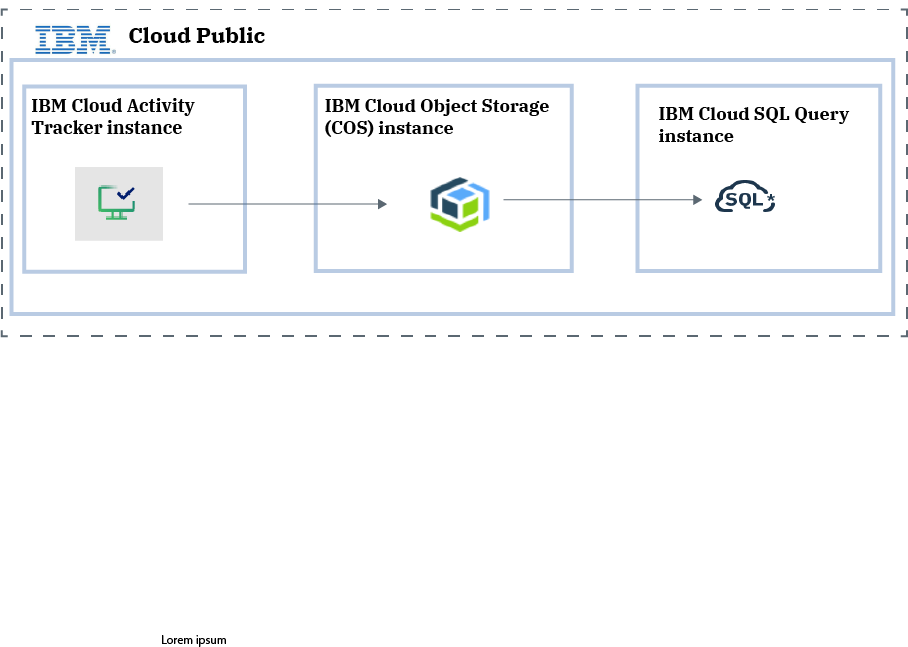 IBM® Cloud Public
IBM Cloud Activity
Tracker instance
IBM Cloud Object Storage
(COS) instance
IBM Cloud SQL Query
instance
SQL*
Lorem ipsum